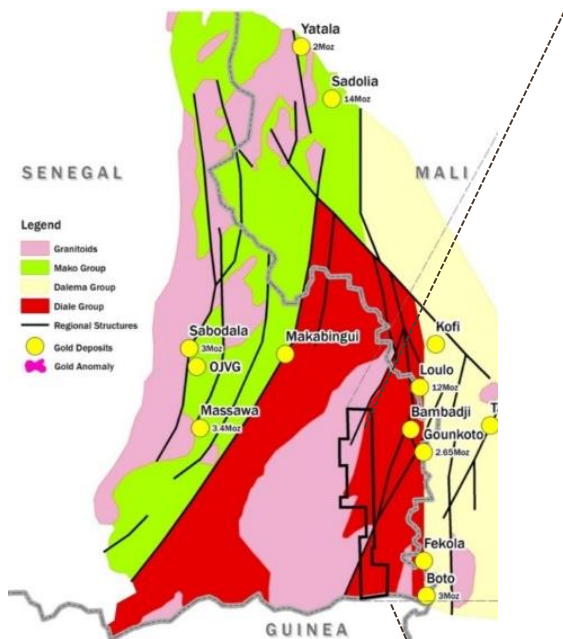 Yatala
2Moz
Sadolia
14Moz
SENEGAL
MALI
Legend
Granitoids
Mako Group
Dalema Group
Diale Group
Regional Structures
Gold Deposits
Gold Anomaly
Sabodala
3Moz
OJVG
Makabingui
Kofi
Loulo
12Moz
Massawa
3.4Moz
Bambadji
Gounkoto
2.65Moz
Fekola
Boto
3Moz
GUINEA